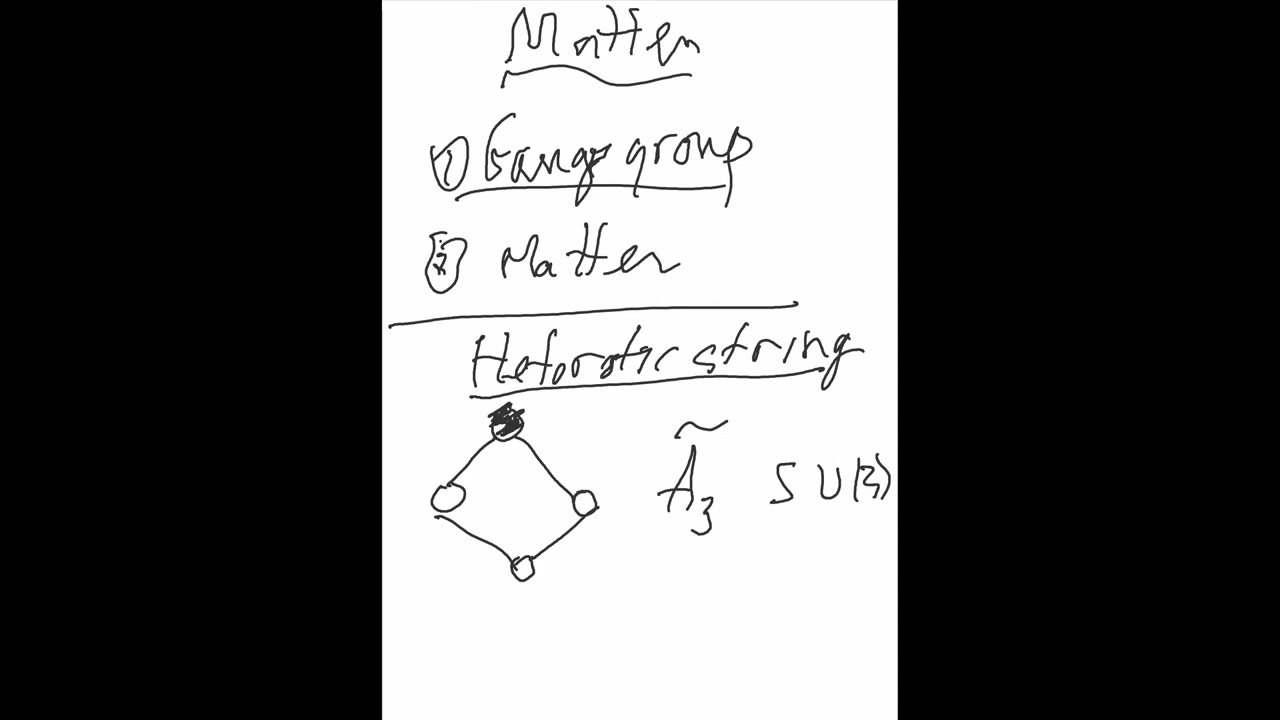 Matter
① Gauge group
② Matter
Heterotic string
Ã₃ SU(3)